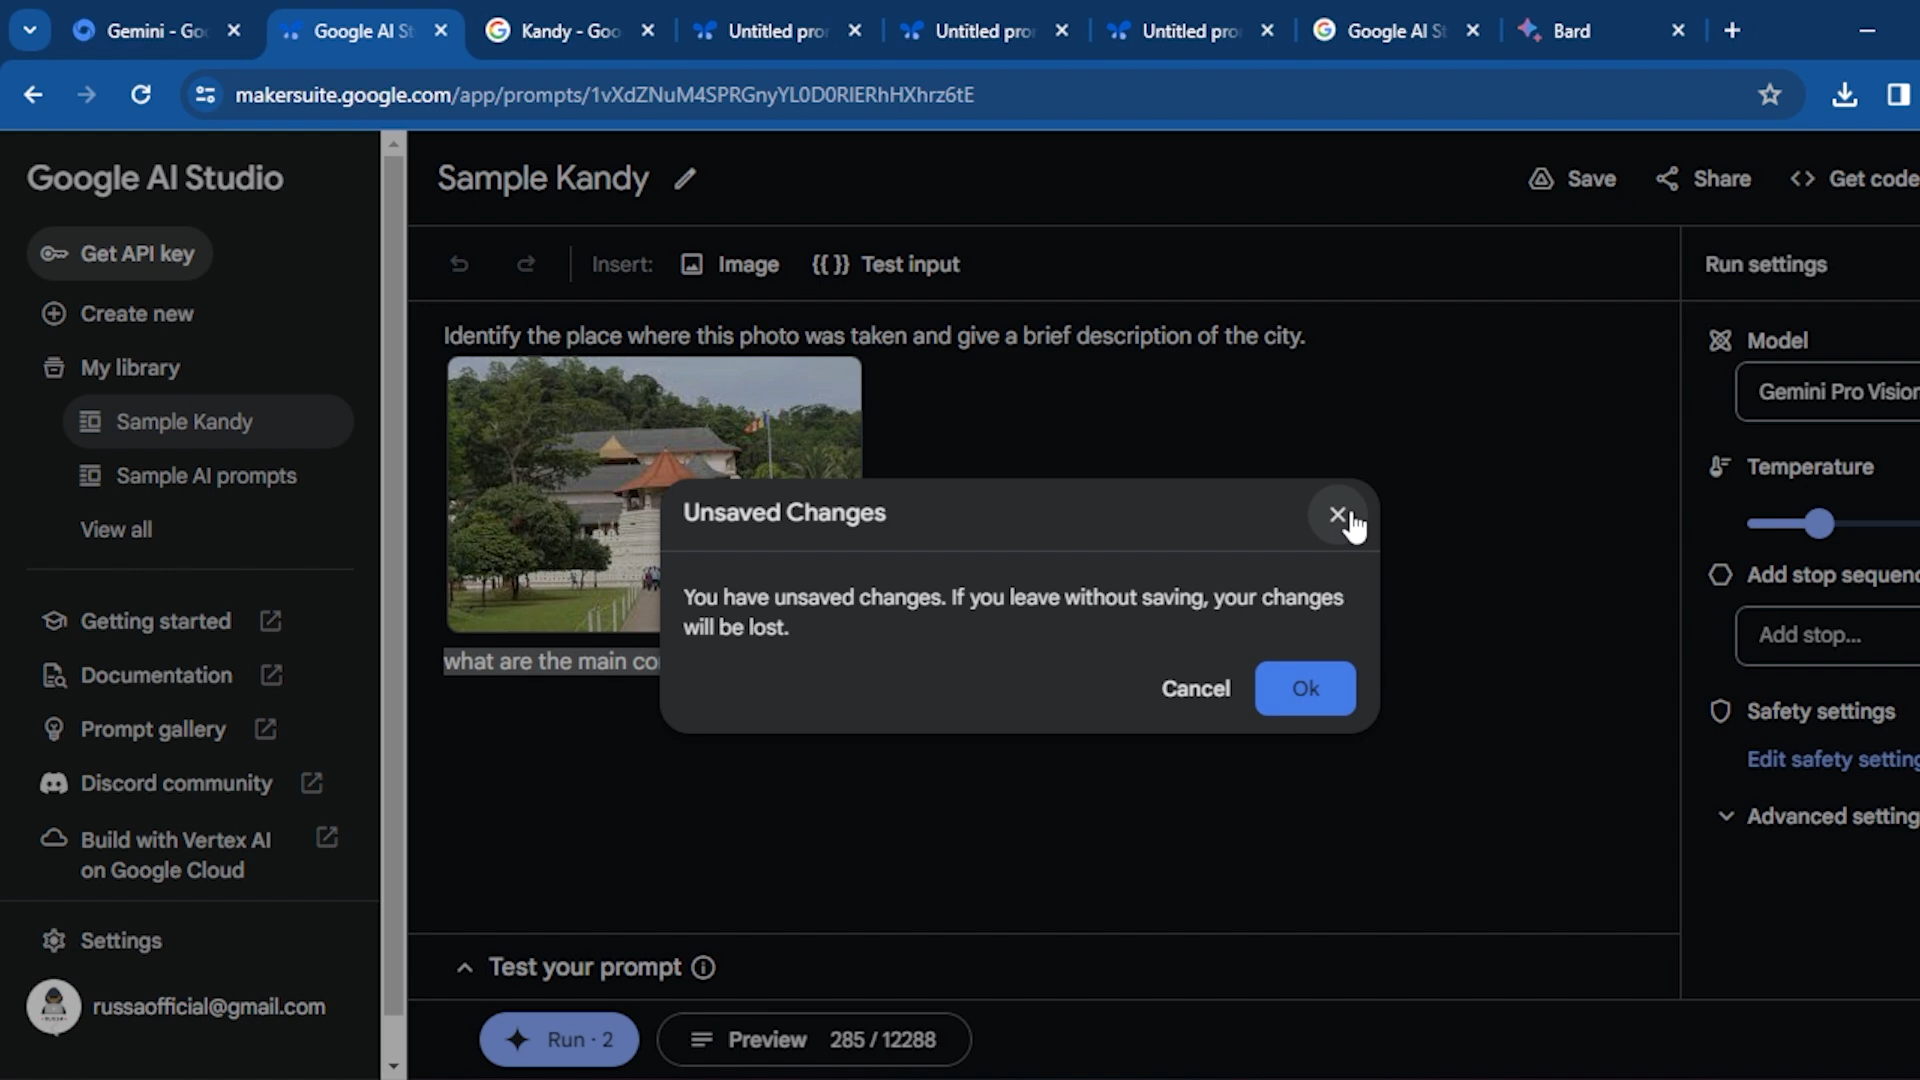 Gemini - Go
Google AI St
Kandy - Goo
Untitled pro
Untitled pro
Untitled pro
Google AI St
Bard
makersuite.google.com/app/prompts/1vXdZNuM4SPRGnyYL0D0RIERhHXhrz6tE
Google AI Studio
Get API key
Create new
My library
Sample Kandy
Sample AI prompts
View all
Getting started
Documentation
Prompt gallery
Discord community
Build with Vertex AI
on Google Cloud
Settings
russaofficial@gmail.com
Sample Kandy
Save
Share
Get code
Insert:
Image
{{ }} Test input
Identify the place where this photo was taken and give a brief description of the city.
what are the main co
Unsaved Changes
You have unsaved changes. If you leave without saving, your changes
will be lost.
Cancel
Ok
Test your prompt
Run · 2
Preview 285 / 12288
Run settings
Model
Gemini Pro Vision
Temperature
Add stop sequenc
Add stop...
Safety settings
Edit safety setting
Advanced setting